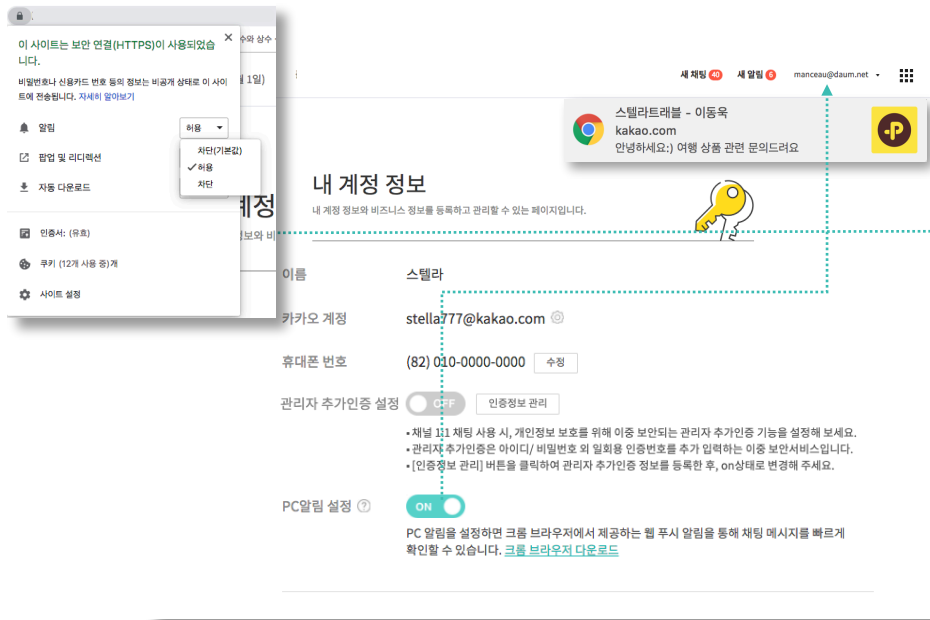 이 사이트는 보안 연결(HTTPS)이 사용되었습
니다.
비밀번호나 신용카드 번호 등의 정보는 비공개 상태로 이 사이
트에 전송됩니다. 자세히 알아보기
알림
허용
차단(기본값)
허용
차단
팝업 및 리디렉션
자동 다운로드
인증서: (유효)
쿠키 (12개 사용 중)개
사이트 설정
수와 상수
1일)
계정
정보와 비
새 채팅 40 새 알림 6 manceau@daum.net
스텔라트래블 - 이동욱
kakao.com
안녕하세요:) 여행 상품 관련 문의드려요
내 계정 정보
내 계정 정보와 비즈니스 정보를 등록하고 관리할 수 있는 페이지입니다.
이름 스텔라
카카오 계정 stella777@kakao.com
휴대폰 번호 (82) 010-0000-0000 수정
관리자 추가인증 설정 OFF 인증정보 관리
• 채널 1:1 채팅 사용 시, 개인정보 보호를 위해 이중 보안되는 관리자 추가인증 기능을 설정해 보세요.
• 관리자 추가인증은 아이디/ 비밀번호 외 일회용 인증번호를 추가 입력하는 이중 보안서비스입니다.
• [인증정보 관리] 버튼을 클릭하여 관리자 추가인증 정보를 등록한 후, on상태로 변경해 주세요.
PC알림 설정 ? ON
PC 알림을 설정하면 크롬 브라우저에서 제공하는 웹 푸시 알림을 통해 채팅 메시지를 빠르게
확인할 수 있습니다. 크롬 브라우저 다운로드